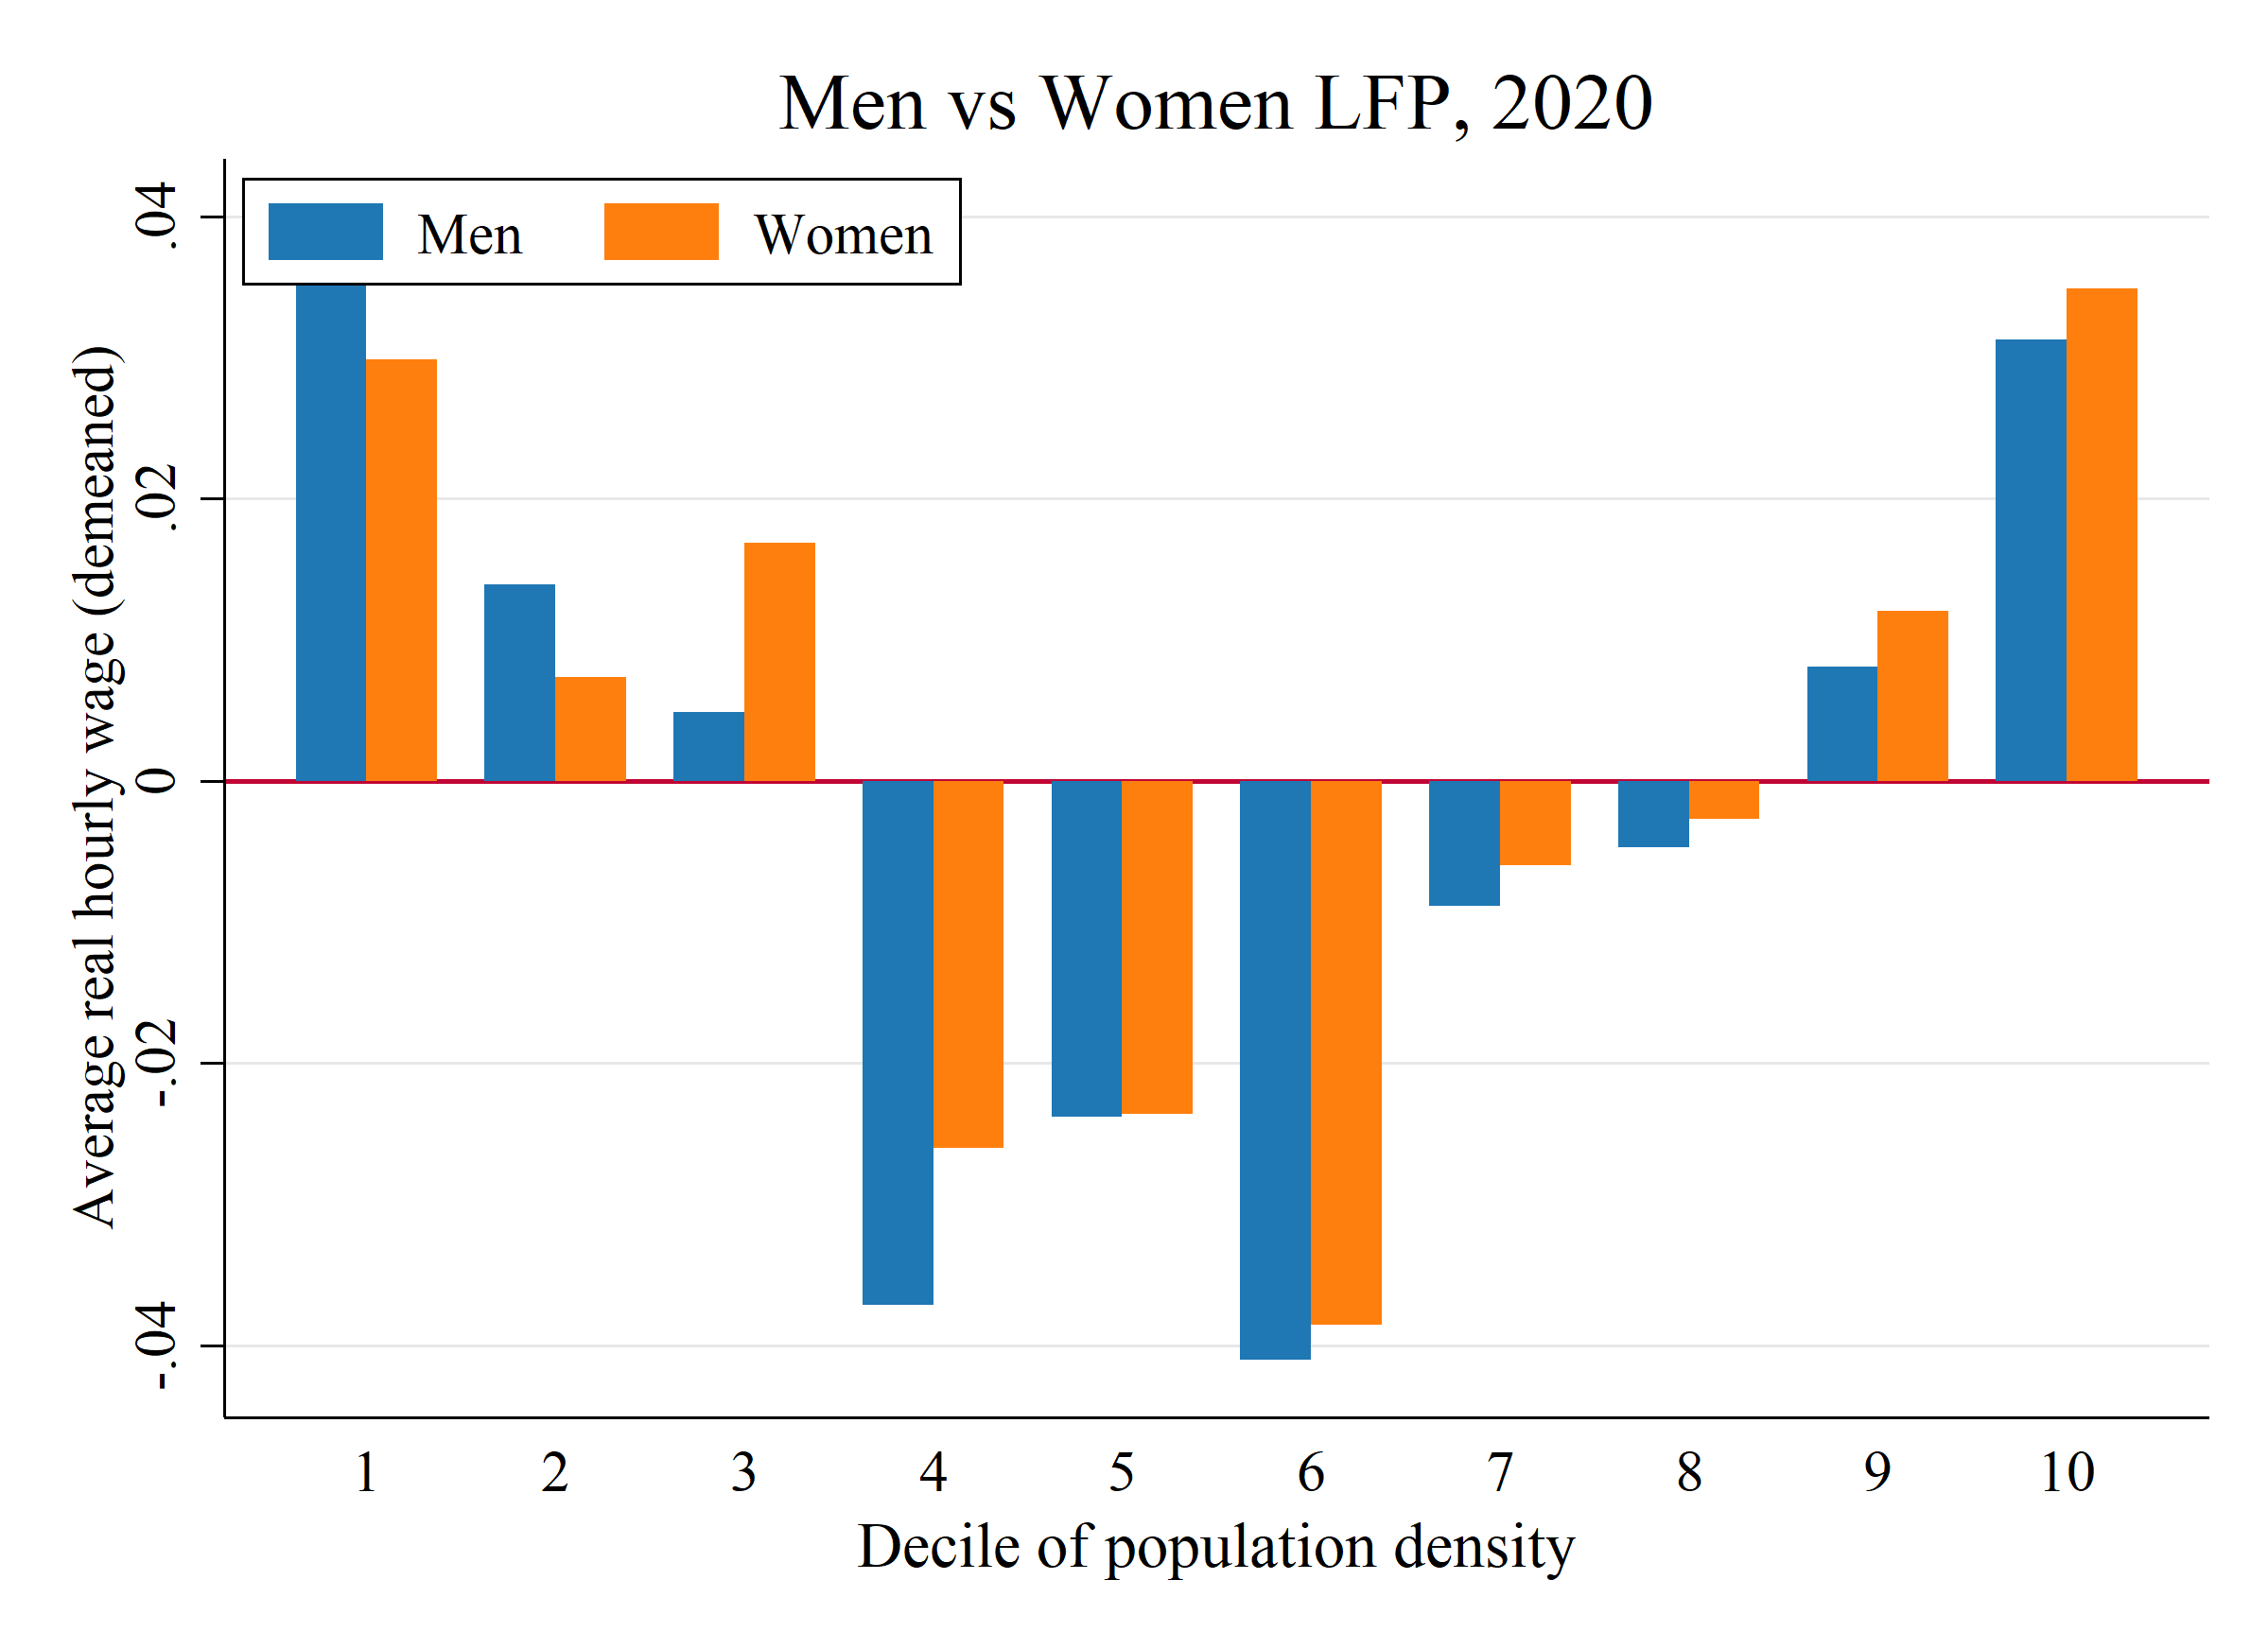 Men vs Women LFP, 2020
Men Women
Average real hourly wage (demeaned)
.04
.02
0
-.02
-.04
1 2 3 4 5 6 7 8 9 10
Decile of population density